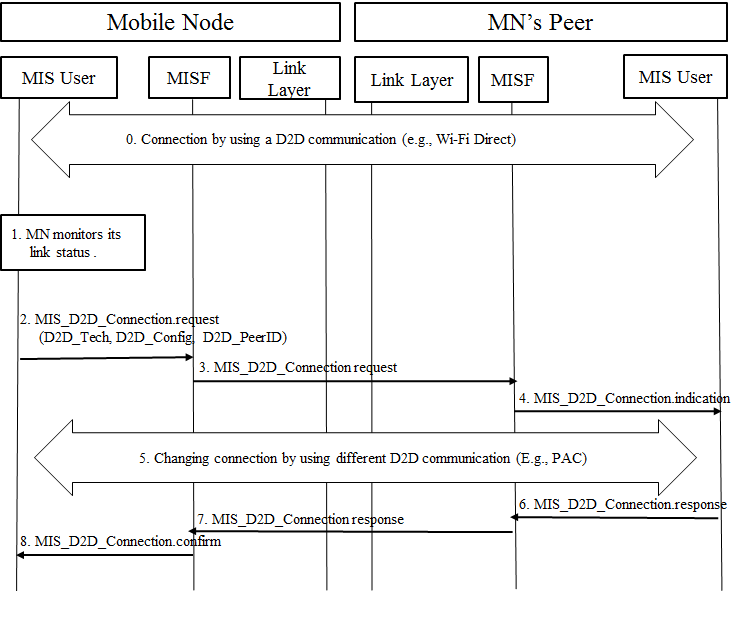 Mobile Node
MN's Peer
MIS User
MISF
Link
Layer
Link Layer
MISF
MIS User
0. Connection by using a D2D communication (e.g., Wi-Fi Direct)
1. MN monitors its
link status .
2. MIS_D2D_Connection.request
(D2D_Tech, D2D_Config, D2D_PeerID)
3. MIS_D2D_Connection request
4. MIS_D2D_Connection.indication
5. Changing connection by using different D2D communication (E.g., PAC)
6. MIS_D2D_Connection.response
7. MIS_D2D_Connection response
8. MIS_D2D_Connection.confirm